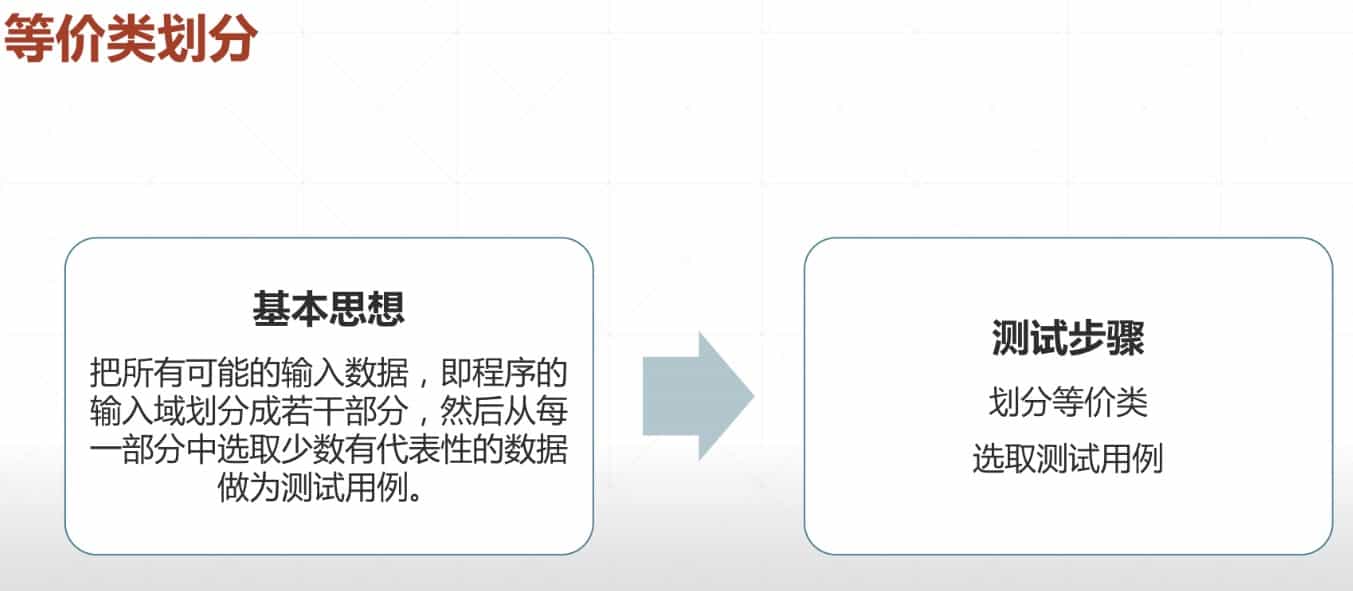 等价类划分
基本思想
把所有可能的输入数据，即程序的
输入域划分成若干部分，然后从每
一部分中选取少数有代表性的数据
做为测试用例。
测试步骤
划分等价类
选取测试用例